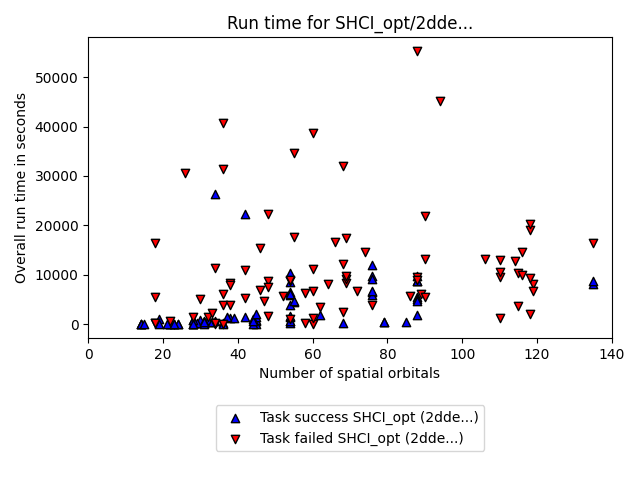 Run time for SHCI_opt/2dde...
Overall run time in seconds
50000
40000
30000
20000
10000
0
0 20 40 60 80 100 120 140
Number of spatial orbitals
Task success SHCI_opt (2dde...)
Task failed SHCI_opt (2dde...)